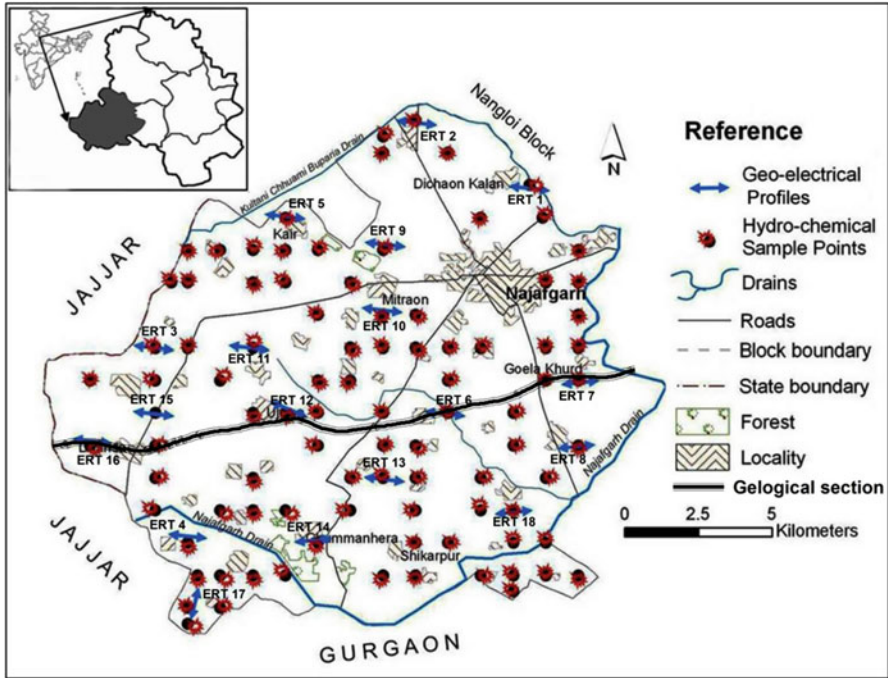 Nangloi Block
ERT 2
Kultani Chhuami Buparia Drain
Dichaon Kalan
ERT 1
N
ERT 5
Kair
ERT 9
JAJJAR
Najafgarh
Mitraon
ERT 10
ERT 3
ERT 11
Goela Khurd
ERT 15
ERT 12
ERT 6
ERT 7
ERT 16
ERT 13
ERT 8
Najafgarh Drain
ERT 4
Najafgarh Drain
ERT 14
ERT 18
Shikarpur
JAJJAR
ERT 17
GURGAON
Reference
Geo-electrical
Profiles
Hydro-chemical
Sample Points
Drains
Roads
Block boundary
State boundary
Forest
Locality
Gelogical section
0 2.5 5
Kilometers